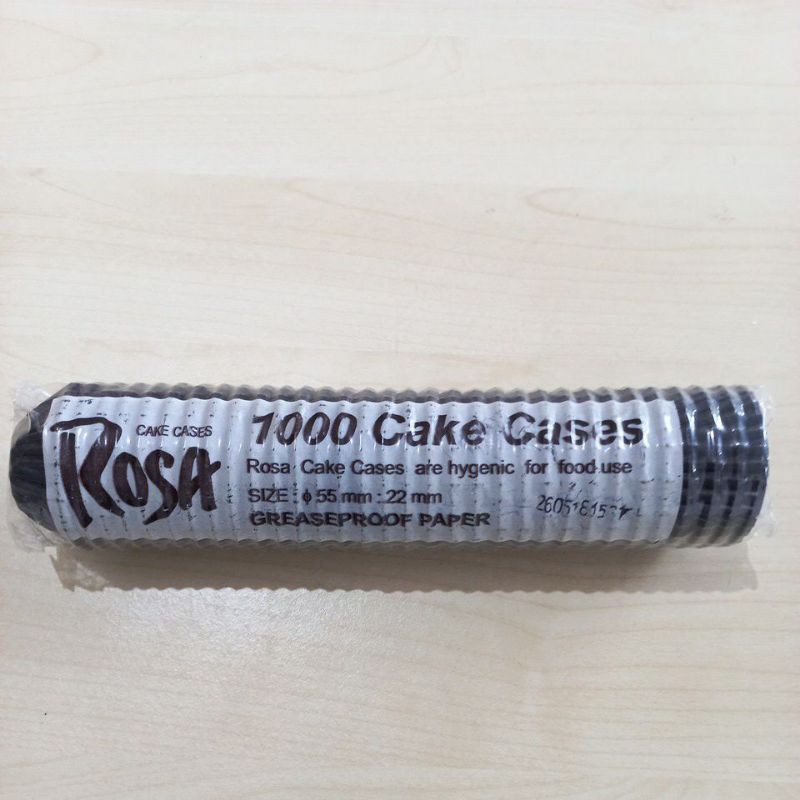 CAKE CASES
ROSA
1000 Cake Cases
Rosa Cake Cases are hygenic for food use
SIZE : ϕ 55 mm : 22 mm
GREASEPROOF PAPER